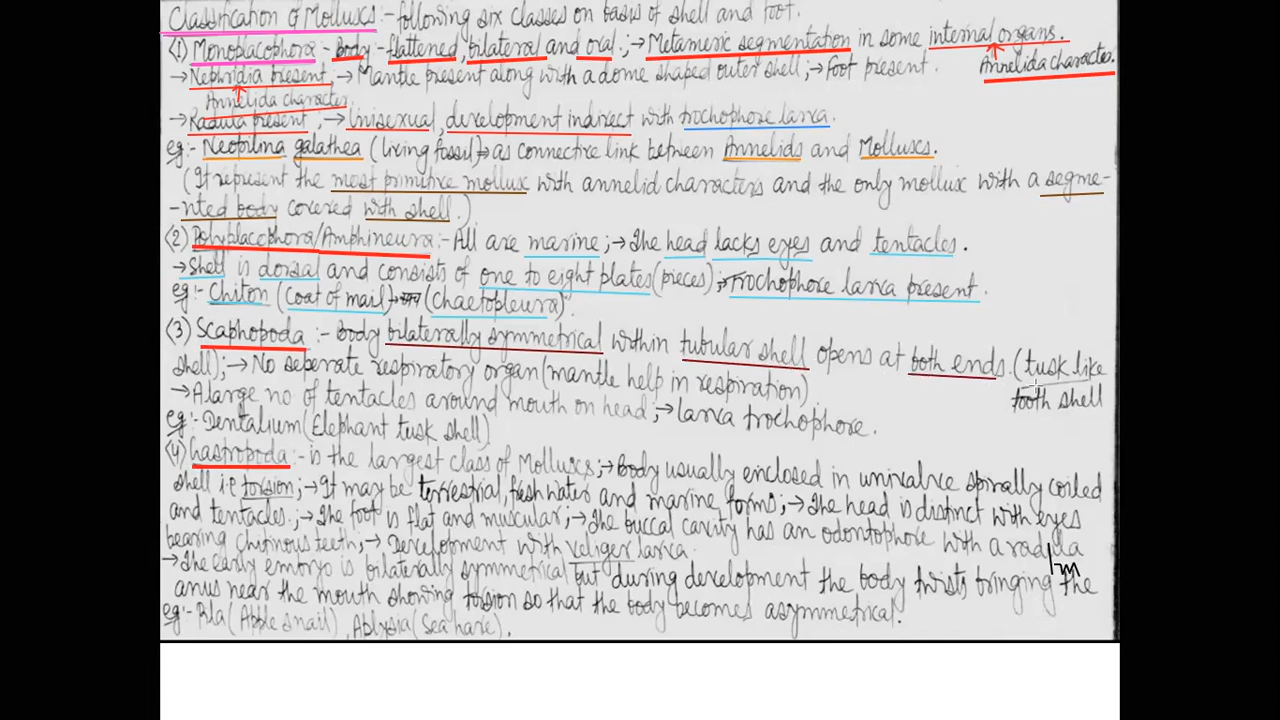 Classification of Molluxes :- following six classes on basis of shell and foot.
(1) Monoplacophora - Body :- flattened, bilateral and oral ; → Metameric segmentation in some internal organs.
→ Nephridia present ; → Mantle present along with a dome shaped outer shell ; → Foot present. Annelida character.
Annelida character.
→ Radula present ; → Unisexual, development indirect with trochophore larva.
eg :- Neopilina galathea (living fossil) → as connective link between Annelids and Molluxes.
(It represent the most primitive mollux with annelid characters and the only mollux with a segme-
-nted body covered with shell.)
(2) Polyplacophora/Amphineura :- All are marine ; → The head lacks eyes and tentacles.
→ Shell is dorsal and consists of one to eight plates (pieces) ; → Trochophore larva present.
eg :- Chiton (coat of mail) → (chaetopleura).
(3) Scaphopoda :- body bilaterally symmetrical within tubular shell opens at both ends. (tusk like
shell) ; → No seperate respiratory organ (mantle help in respiration) tooth shell
→ A large no of tentacles around mouth on head ; → larva trochophore.
eg :- Dentalium (Elephant tusk shell)
(4) Gastropoda :- is the largest class of Molluxes ; → body usually enclosed in univalve spirally coiled
shell i.e torsion ; → It may be terrestrial, fresh water and marine forms ; → The head is distinct with eyes
and tentacles. ; → The foot is flat and muscular ; → The buccal cavity has an odontophore with a radula
bearing chitinous teeth ; → Development with veliger larva.
→ The early embryo is bilaterally symmetrical but during development the body twists bringing the
anus near the mouth showing torsion so that the body becomes asymmetrical.
eg :- Pila (Apple snail), Aplysia (Sea hare).